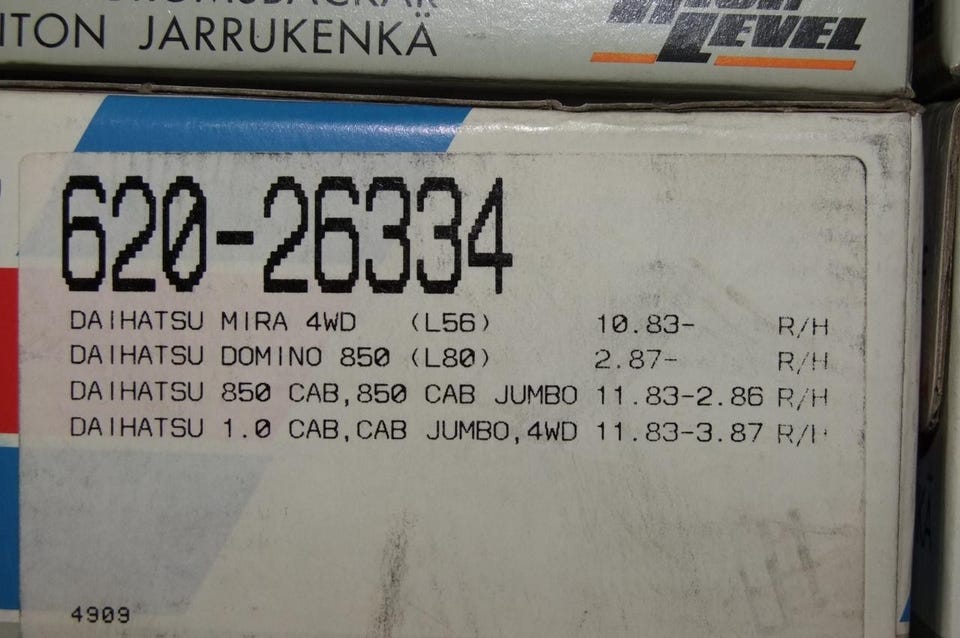 ITON JARRUKENKÄ
LEVEL
620-26334
DAIHATSU MIRA 4WD (L56) 10.83- R/H
DAIHATSU DOMINO 850 (L80) 2.87- R/H
DAIHATSU 850 CAB,850 CAB JUMBO 11.83-2.86 R/H
DAIHATSU 1.0 CAB,CAB JUMBO,4WD 11.83-3.87 R/H
4909